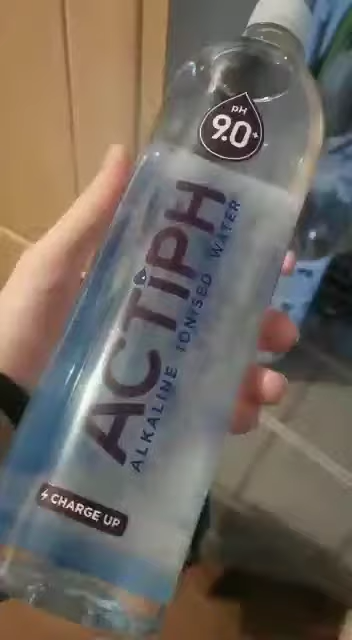 pH
9.0+
ACTIPH
ALKALINE IONISED WATER
CHARGE UP